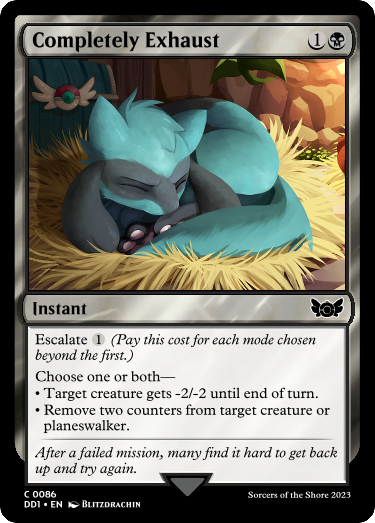 Completely Exhaust 1
Instant
Escalate 1 (Pay this cost for each mode chosen
beyond the first.)
Choose one or both—
• Target creature gets -2/-2 until end of turn.
• Remove two counters from target creature or
planeswalker.
After a failed mission, many find it hard to get back
up and try again.
C 0086
DD1 • EN Blitzdrachin
Sorcers of the Shore 2023